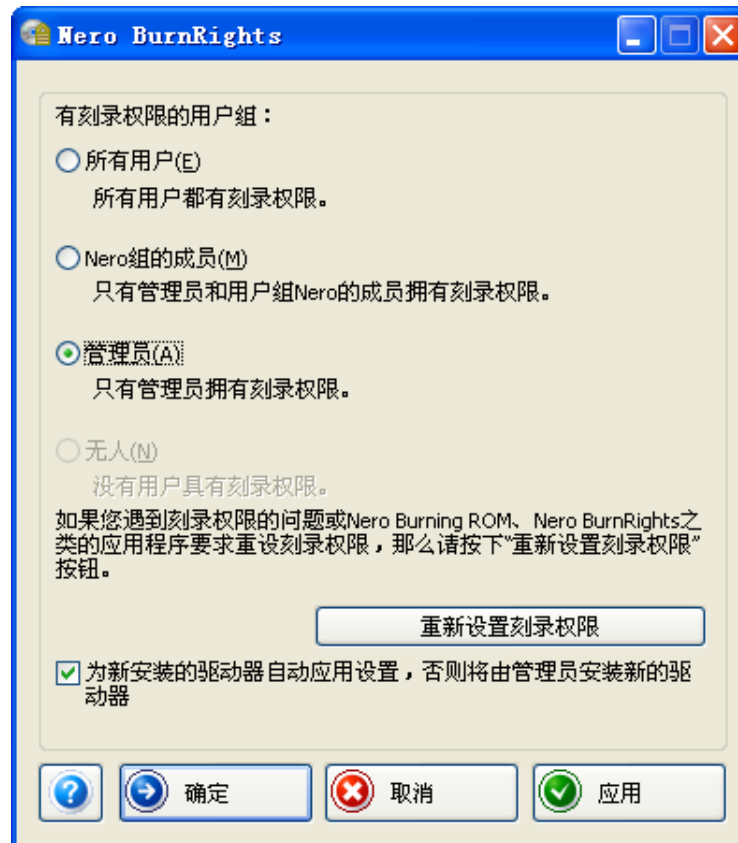 Nero BurnRights
有刻录权限的用户组：
所有用户(E)
所有用户都有刻录权限。
Nero组的成员(M)
只有管理员和用户组Nero的成员拥有刻录权限。
管理员(A)
只有管理员拥有刻录权限。
无人(N)
没有用户具有刻录权限。
如果您遇到刻录权限的问题或Nero Burning ROM、Nero BurnRights之
类的应用程序要求重设刻录权限，那么请按下“重新设置刻录权限”
按钮。
重新设置刻录权限
为新安装的驱动器自动应用设置，否则将由管理员安装新的驱
动器
? 确定 取消 应用